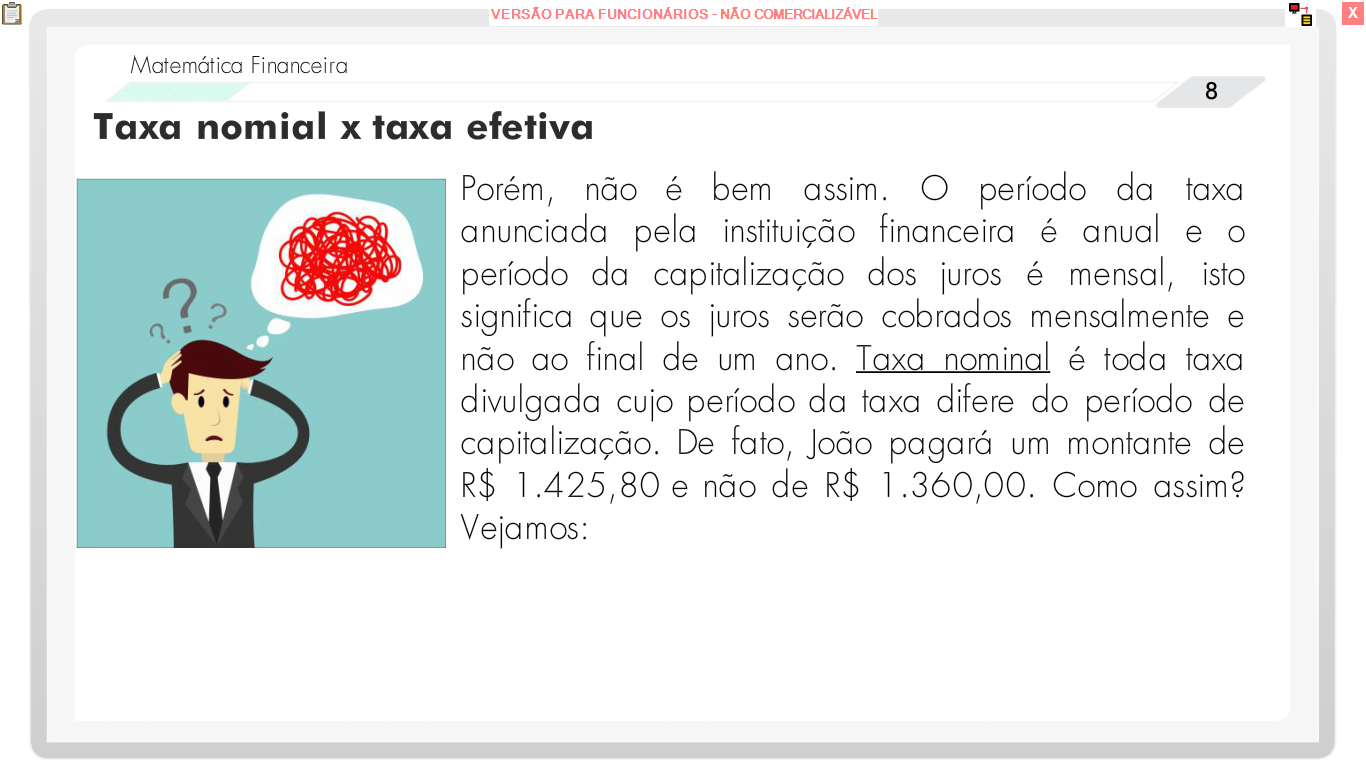 VERSÃO PARA FUNCIONÁRIOS - NÃO COMERCIALIZÁVEL
X
Matemática Financeira
8
Taxa nomial x taxa efetiva
Porém, não é bem assim. O período da taxa
anunciada pela instituição financeira é anual e o
período da capitalização dos juros é mensal, isto
significa que os juros serão cobrados mensalmente e
não ao final de um ano. Taxa nominal é toda taxa
divulgada cujo período da taxa difere do período de
capitalização. De fato, João pagará um montante de
R$ 1.425,80 e não de R$ 1.360,00. Como assim?
Vejamos:
? ? ?